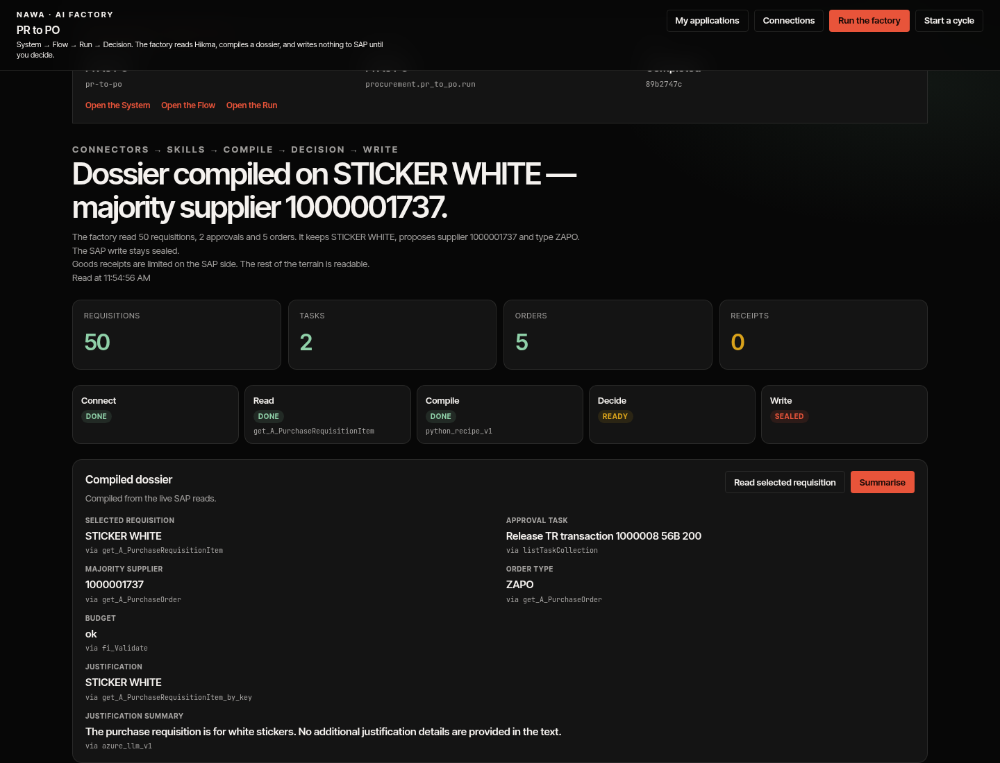 NAWA · AI FACTORY
PR to PO
System → Flow → Run → Decision. The factory reads Hikma, compiles a dossier, and writes nothing to SAP until
you decide.
My applications
Connections
Run the factory
Start a cycle
pr-to-po
procurement.pr_to_po.run
Completed
89b2747c
Open the System
Open the Flow
Open the Run
CONNECTORS → SKILLS → COMPILE → DECISION → WRITE
Dossier compiled on STICKER WHITE —
majority supplier 1000001737.
The factory read 50 requisitions, 2 approvals and 5 orders. It keeps STICKER WHITE, proposes supplier 1000001737 and type ZAPO.
The SAP write stays sealed.
Goods receipts are limited on the SAP side. The rest of the terrain is readable.
Read at 11:54:56 AM
REQUISITIONS
50
TASKS
2
ORDERS
5
RECEIPTS
0
Connect
DONE
Read
DONE
get_A_PurchaseRequisitionItem
Compile
DONE
python_recipe_v1
Decide
READY
Write
SEALED
Compiled dossier
Compiled from the live SAP reads.
Read selected requisition
Summarise
SELECTED REQUISITION
STICKER WHITE
via get_A_PurchaseRequisitionItem
APPROVAL TASK
Release TR transaction 1000008 56B 200
via listTaskCollection
MAJORITY SUPPLIER
1000001737
via get_A_PurchaseOrder
ORDER TYPE
ZAPO
via get_A_PurchaseOrder
BUDGET
ok
via fi_Validate
JUSTIFICATION
STICKER WHITE
via get_A_PurchaseRequisitionItem_by_key
JUSTIFICATION SUMMARY
The purchase requisition is for white stickers. No additional justification details are provided in the text.
via azure_llm_v1